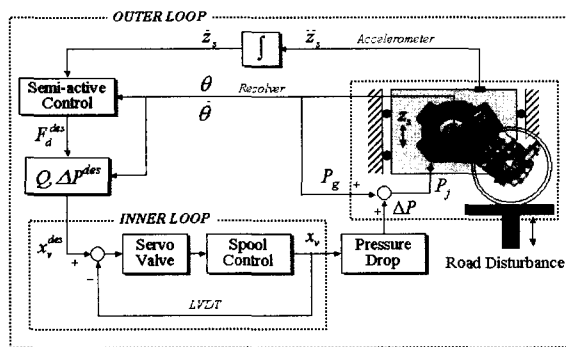 OUTER LOOP
ż_s
∫
z̈_s
Accelerometer
Semi-active
Control
θ
Resolver
θ̇
z_s
F_d^des
Q, ΔP^des
P_g
+
P_j
+
ΔP
INNER LOOP
x_v^des
+
−
Servo
Valve
Spool
Control
x_v
Pressure
Drop
LVDT
Road Disturbance